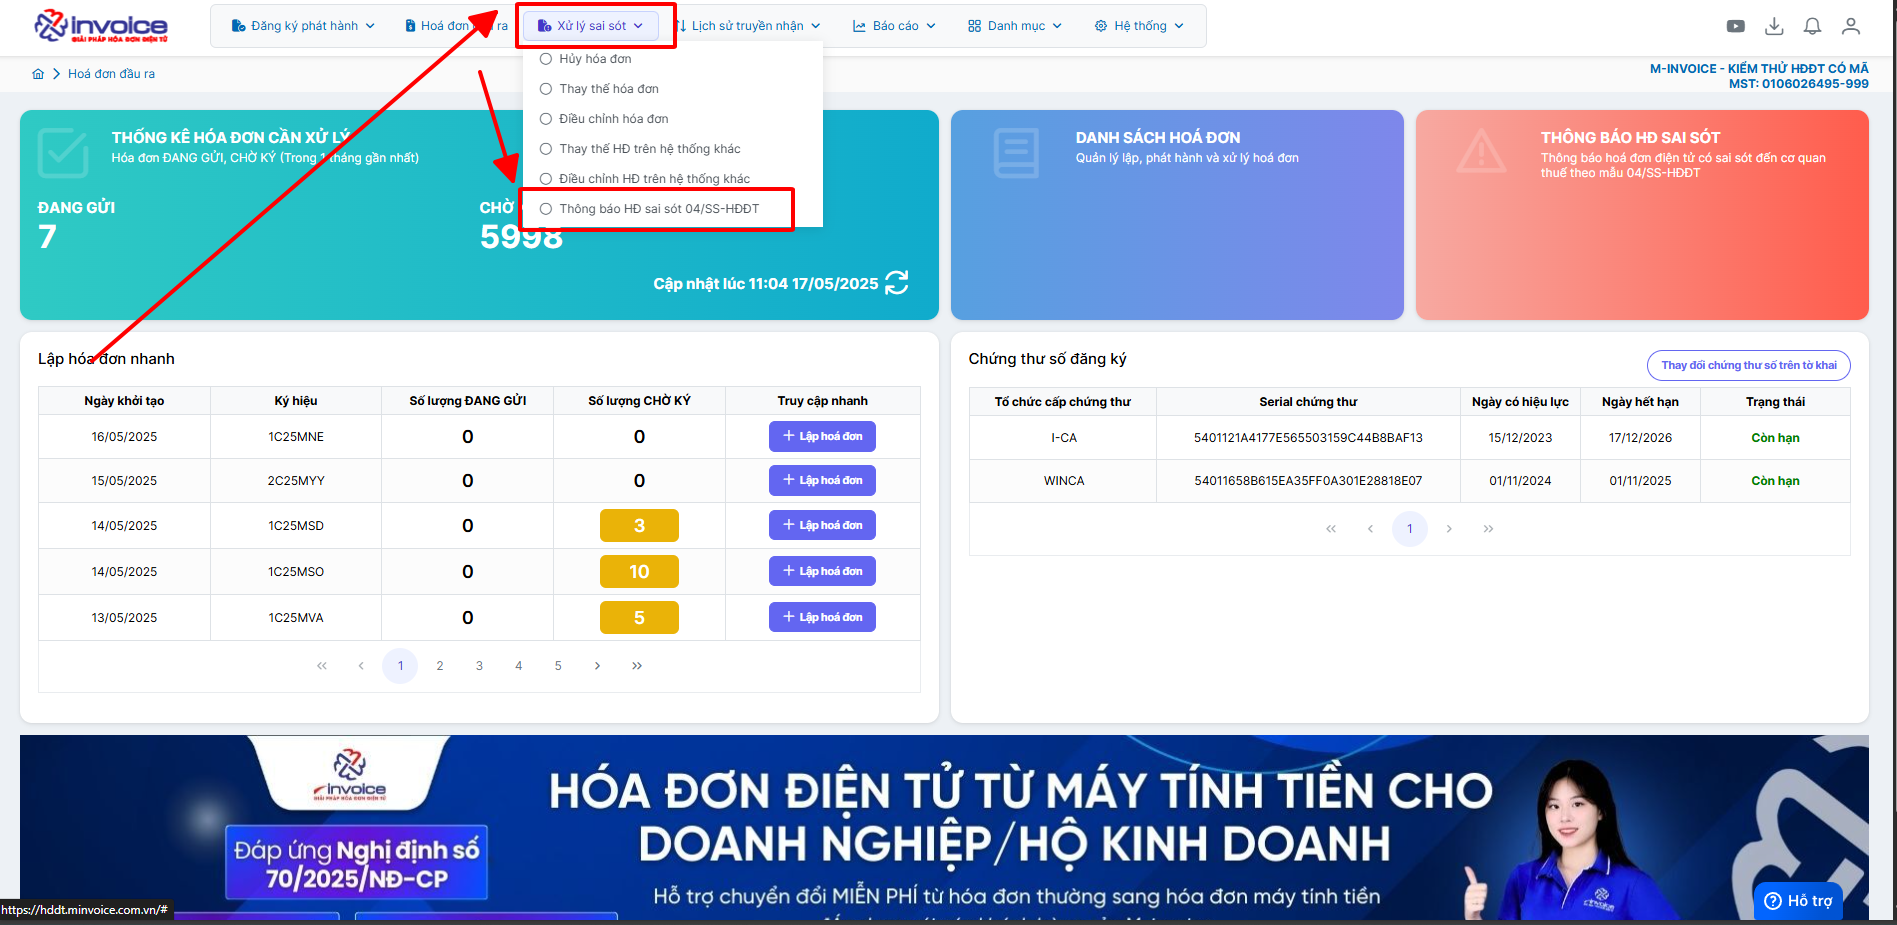 invoice
GIẢI PHÁP HÓA ĐƠN ĐIỆN TỬ
Đăng ký phát hành
Hoá đơn
ra
Xử lý sai sót
Lịch sử truyền nhận
Báo cáo
Danh mục
Hệ thống
Hoá đơn đầu ra
M-INVOICE - KIỂM THỬ HĐĐT CÓ MÃ
MST: 0106026495-999
Hủy hóa đơn
Thay thế hóa đơn
Điều chỉnh hóa đơn
Thay thế HĐ trên hệ thống khác
Điều chỉnh HĐ trên hệ thống khác
Thông báo HĐ sai sót 04/SS-HĐĐT
THỐNG KÊ HÓA ĐƠN CẦN XỬ LÝ
Hóa đơn ĐANG GỬI, CHỜ KÝ (Trong 1 tháng gần nhất)
ĐANG GỬI
7
CHỜ
5998
Cập nhật lúc 11:04 17/05/2025
DANH SÁCH HOÁ ĐƠN
Quản lý lập, phát hành và xử lý hoá đơn
THÔNG BÁO HĐ SAI SÓT
Thông báo hoá đơn điện tử có sai sót đến cơ quan
thuế theo mẫu 04/SS-HĐĐT
Lập hóa đơn nhanh
Ngày khởi tạo Ký hiệu Số lượng ĐANG GỬI Số lượng CHỜ KÝ Truy cập nhanh
16/05/2025 1C25MNE 0 0 + Lập hoá đơn
15/05/2025 2C25MYY 0 0 + Lập hoá đơn
14/05/2025 1C25MSD 0 3 + Lập hoá đơn
14/05/2025 1C25MSO 0 10 + Lập hoá đơn
13/05/2025 1C25MVA 0 5 + Lập hoá đơn
« ‹ 1 2 3 4 5 › »
Chứng thư số đăng ký
Thay đổi chứng thư số trên tờ khai
Tổ chức cấp chứng thư Serial chứng thư Ngày có hiệu lực Ngày hết hạn Trạng thái
I-CA 5401121A4177E565503159C44B8BAF13 15/12/2023 17/12/2026 Còn hạn
WINCA 54011658B615EA35FF0A301E28818E07 01/11/2024 01/11/2025 Còn hạn
« ‹ 1 › »
invoice
GIẢI PHÁP HÓA ĐƠN ĐIỆN TỬ
Đáp ứng Nghị định số
70/2025/NĐ-CP
HÓA ĐƠN ĐIỆN TỬ TỪ MÁY TÍNH TIỀN CHO
DOANH NGHIỆP/HỘ KINH DOANH
Hỗ trợ chuyển đổi MIỄN PHÍ từ hóa đơn thường sang hóa đơn máy tính tiền
invoice
Hỗ trợ
https://hddt.minvoice.com.vn/#